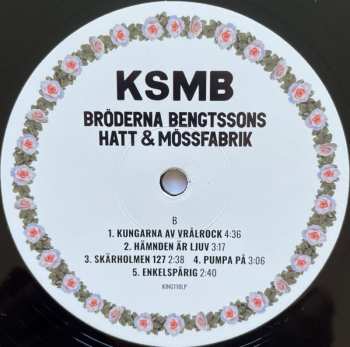 KSMB
BRÖDERNA BENGTSSONS
HATT & MÖSSFABRIK
B
1. KUNGARNA AV VRÅLROCK 4:36
2. HÄMNDEN ÄR LJUV 3:17
3. SKÄRHOLMEN 127 2:38 4. PUMPA PÅ 3:06
5. ENKELSPÅRIG 2:40
KING110LP